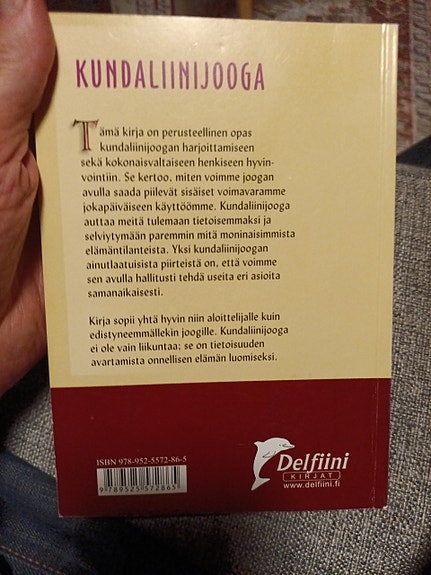 KUNDALIINIJOOGA
Tämä kirja on perusteellinen opas
kundaliinijoogan harjoittamiseen
sekä kokonaisvaltaiseen henkiseen hyvin-
vointiin. Se kertoo, miten voimme joogan
avulla saada piilevät sisäiset voimavaramme
jokapäiväiseen käyttöömme. Kundaliinijooga
auttaa meitä tulemaan tietoisemmaksi ja
selviytymään paremmin mitä moninaisimmista
elämäntilanteista. Yksi kundaliinijoogan
ainutlaatuisista piirteistä on, että voimme
sen avulla hallitusti tehdä useita eri asioita
samanaikaisesti.
Kirja sopii yhtä hyvin niin aloittelijalle kuin
edistyneemmällekin joogille. Kundaliinijooga
ei ole vain liikuntaa; se on tietoisuuden
avartamista onnellisen elämän luomiseksi.
ISBN 978-952-5572-86-5
9789525572865
Delfiini
KIRJAT
www.delfiini.fi